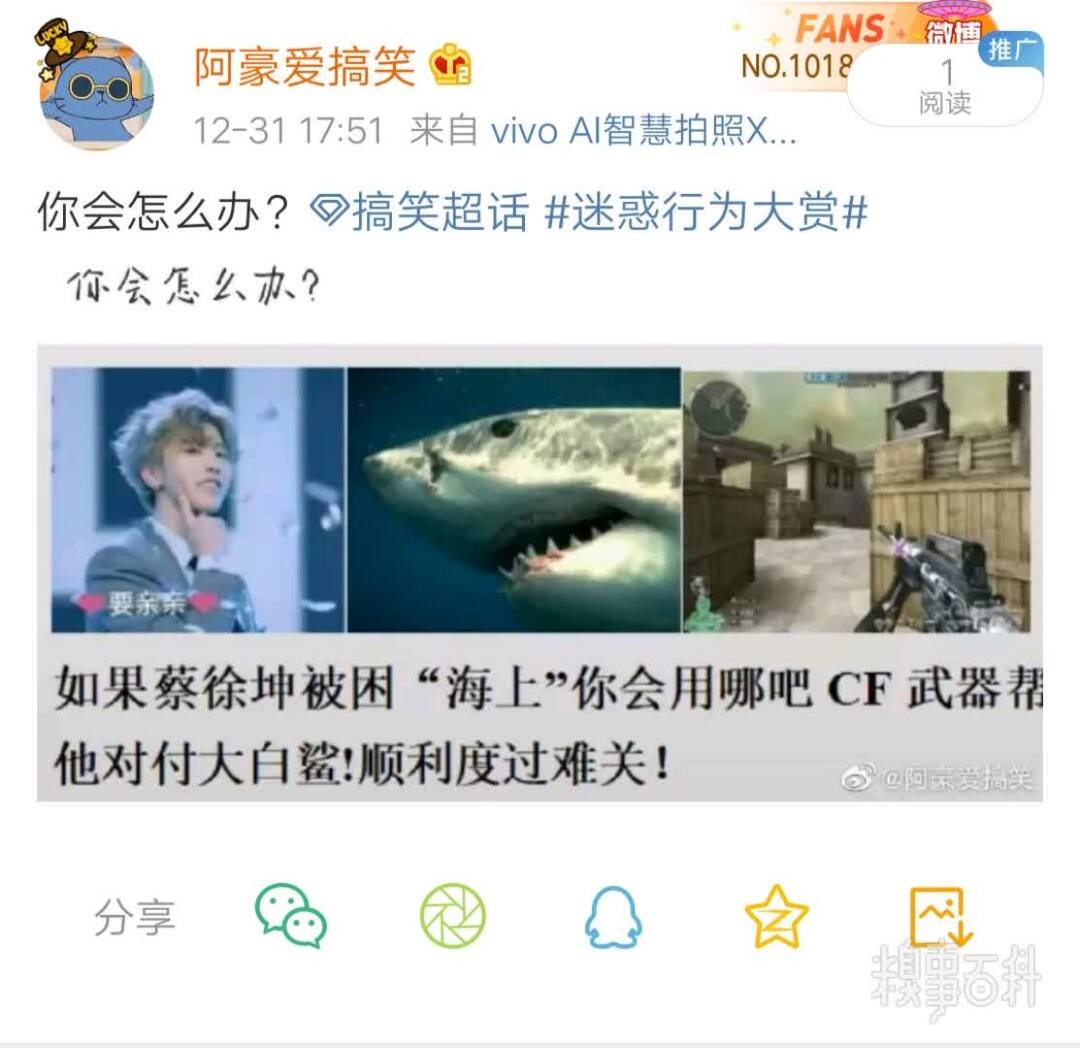 LUCKY
阿豪爱搞笑
2
FANS
微博
NO.1018
推广
1
阅读
12-31 17:51 来自 vivo AI智慧拍照X...
你会怎么办？搞笑超话 #迷惑行为大赏#
你会怎么办?
要亲亲
如果蔡徐坤被困“海上”你会用哪吧 CF 武器帮
他对付大白鲨!顺利度过难关！
@阿豪爱搞笑
分享
糗事百科